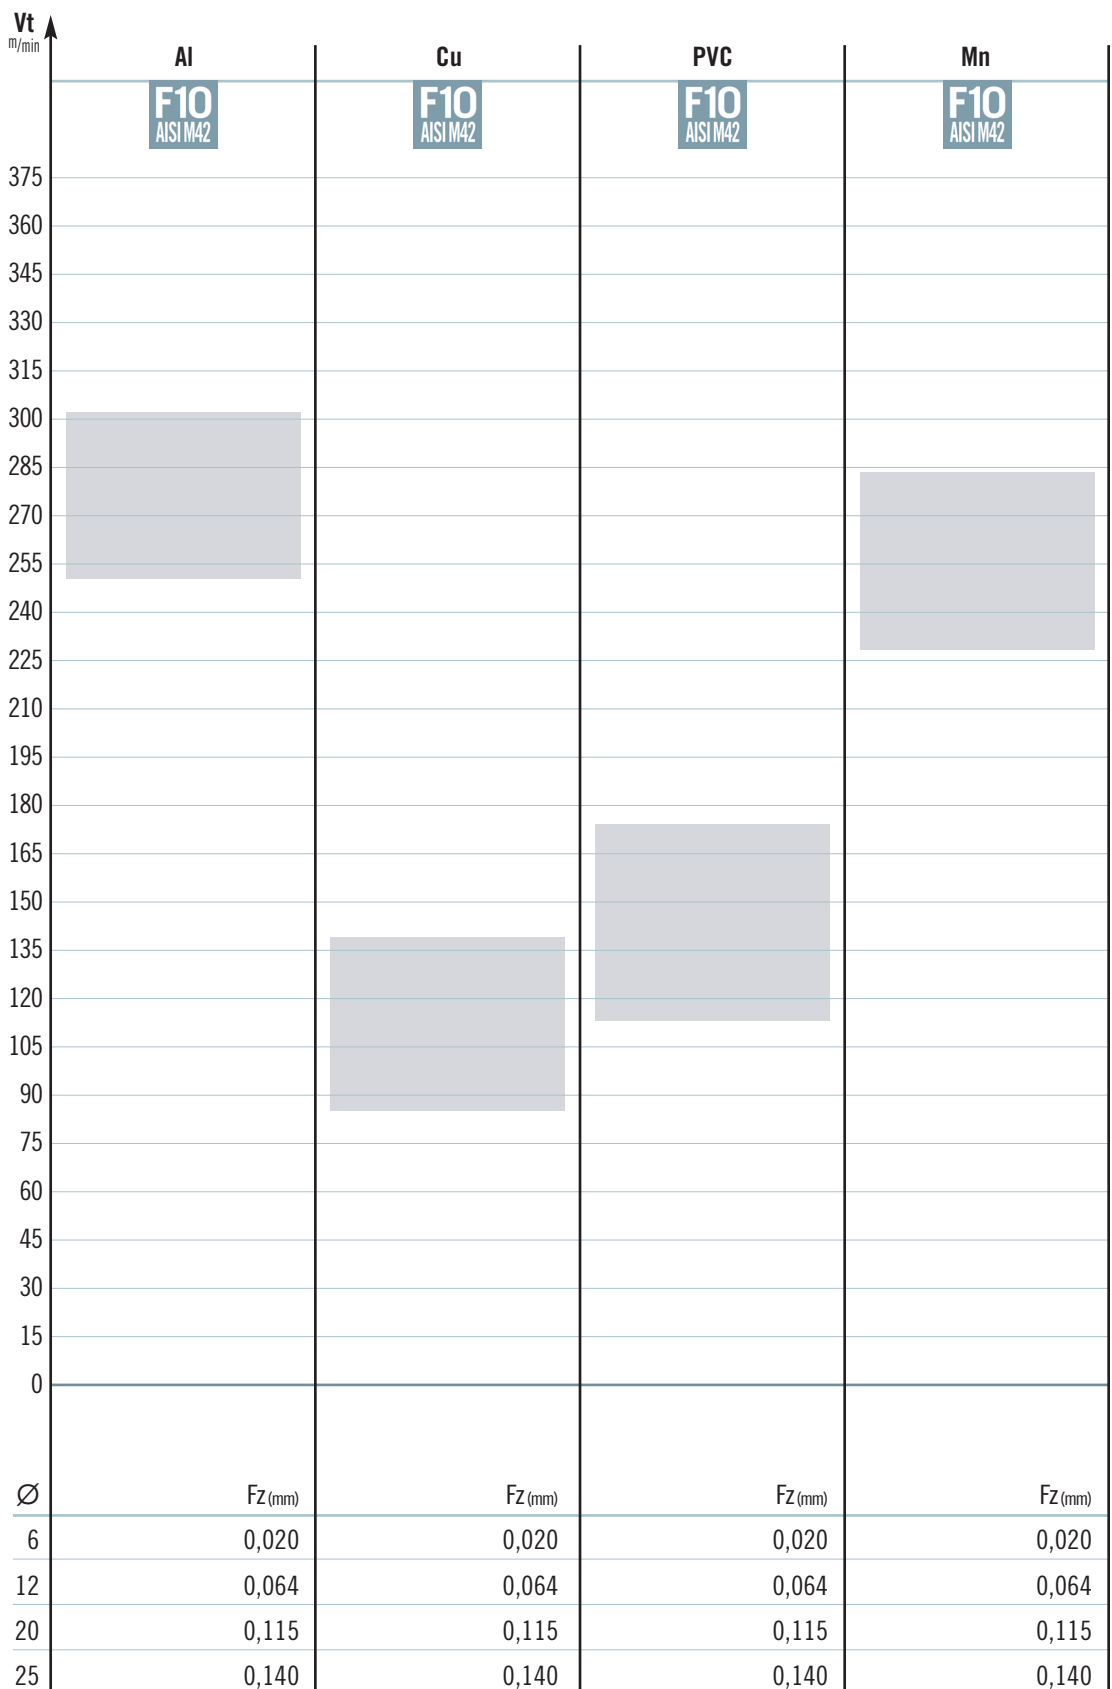 Vt
m/min
Al Cu PVC Mn
F10 F10 F10 F10
AISI M42 AISI M42 AISI M42 AISI M42
375
360
345
330
315
300
285
270
255
240
225
210
195
180
165
150
135
120
105
90
75
60
45
30
15
0
Ø Fz (mm) Fz (mm) Fz (mm) Fz (mm)
6 0,020 0,020 0,020 0,020
12 0,064 0,064 0,064 0,064
20 0,115 0,115 0,115 0,115
25 0,140 0,140 0,140 0,140